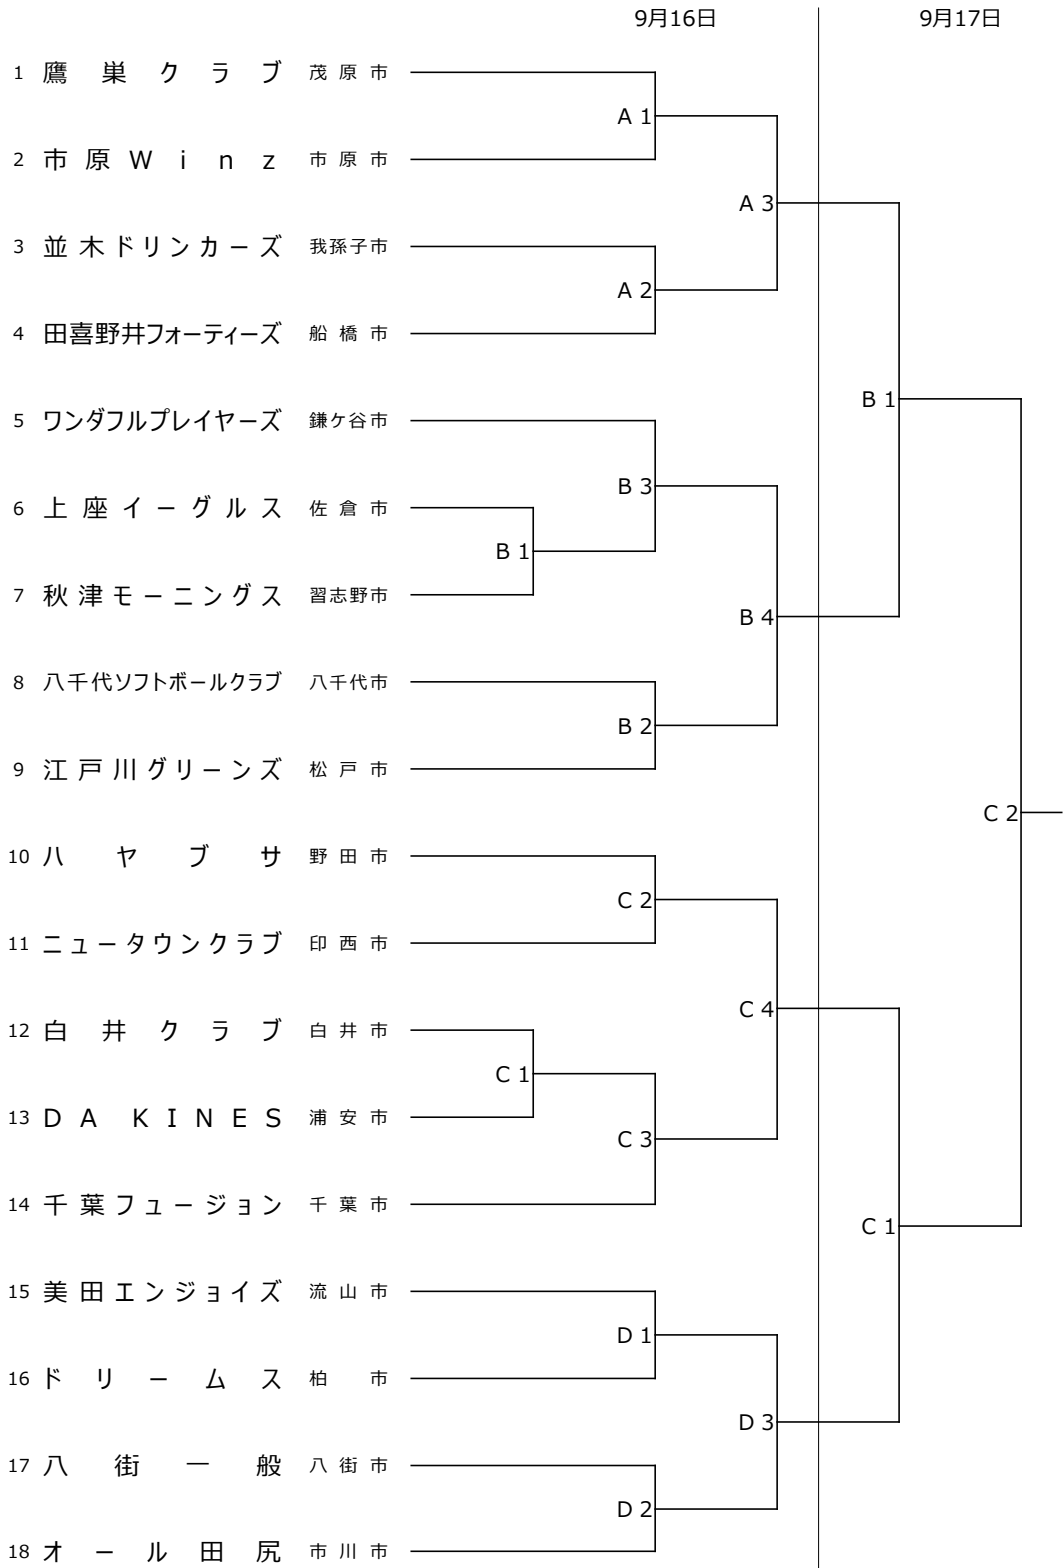 9月16日 9月17日
1 鷹巣クラブ 茂原市
A 1
2 市原Winz 市原市
A 3
3 並木ドリンカーズ 我孫子市
A 2
4 田喜野井フォーティーズ 船橋市
B 1
5 ワンダフルプレイヤーズ 鎌ケ谷市
B 3
6 上座イーグルス 佐倉市
B 1
7 秋津モーニングス 習志野市
B 4
8 八千代ソフトボールクラブ 八千代市
B 2
9 江戸川グリーンズ 松戸市
C 2
10 ハヤブサ 野田市
C 2
11 ニュータウンクラブ 印西市
C 4
12 白井クラブ 白井市
C 1
13 DA KINES 浦安市
C 3
14 千葉フュージョン 千葉市
C 1
15 美田エンジョイズ 流山市
D 1
16 ドリームス 柏市
D 3
17 八街一般 八街市
D 2
18 オール田尻 市川市